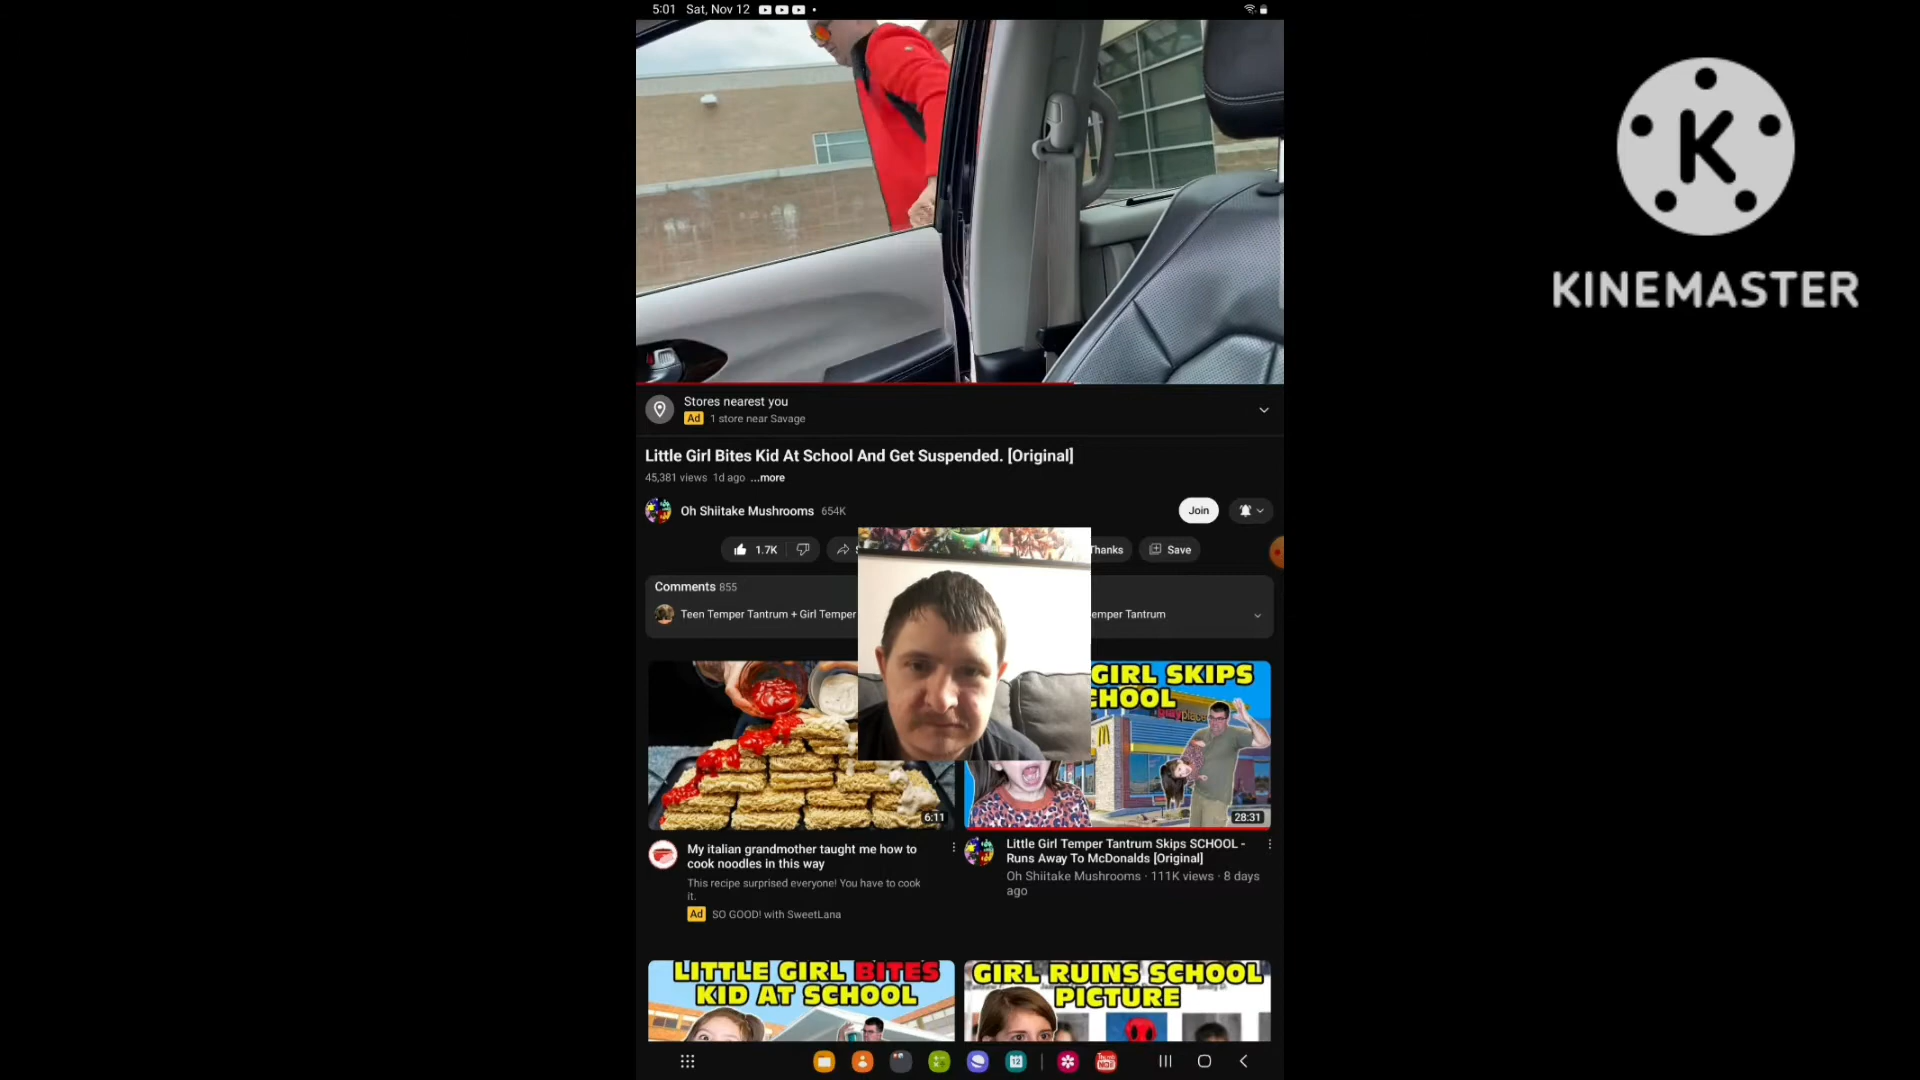 5:01 Sat, Nov 12
K
KINEMASTER
Stores nearest you
Ad 1 store near Savage
Little Girl Bites Kid At School And Get Suspended. [Original]
45,381 views 1d ago ...more
Oh Shiitake Mushrooms 654K
Join
1.7K
Thanks
Save
Comments 855
Teen Temper Tantrum + Girl Temper
emper Tantrum
GIRL SKIPS
CHOOL
6:11
28:31
My italian grandmother taught me how to
cook noodles in this way
This recipe surprised everyone! You have to cook
it.
Ad SO GOOD! with SweetLana
Little Girl Temper Tantrum Skips SCHOOL -
Runs Away To McDonalds [Original]
Oh Shiitake Mushrooms · 111K views · 8 days
ago
LITTLE GIRL BITES
KID AT SCHOOL
GIRL RUINS SCHOOL
PICTURE
12